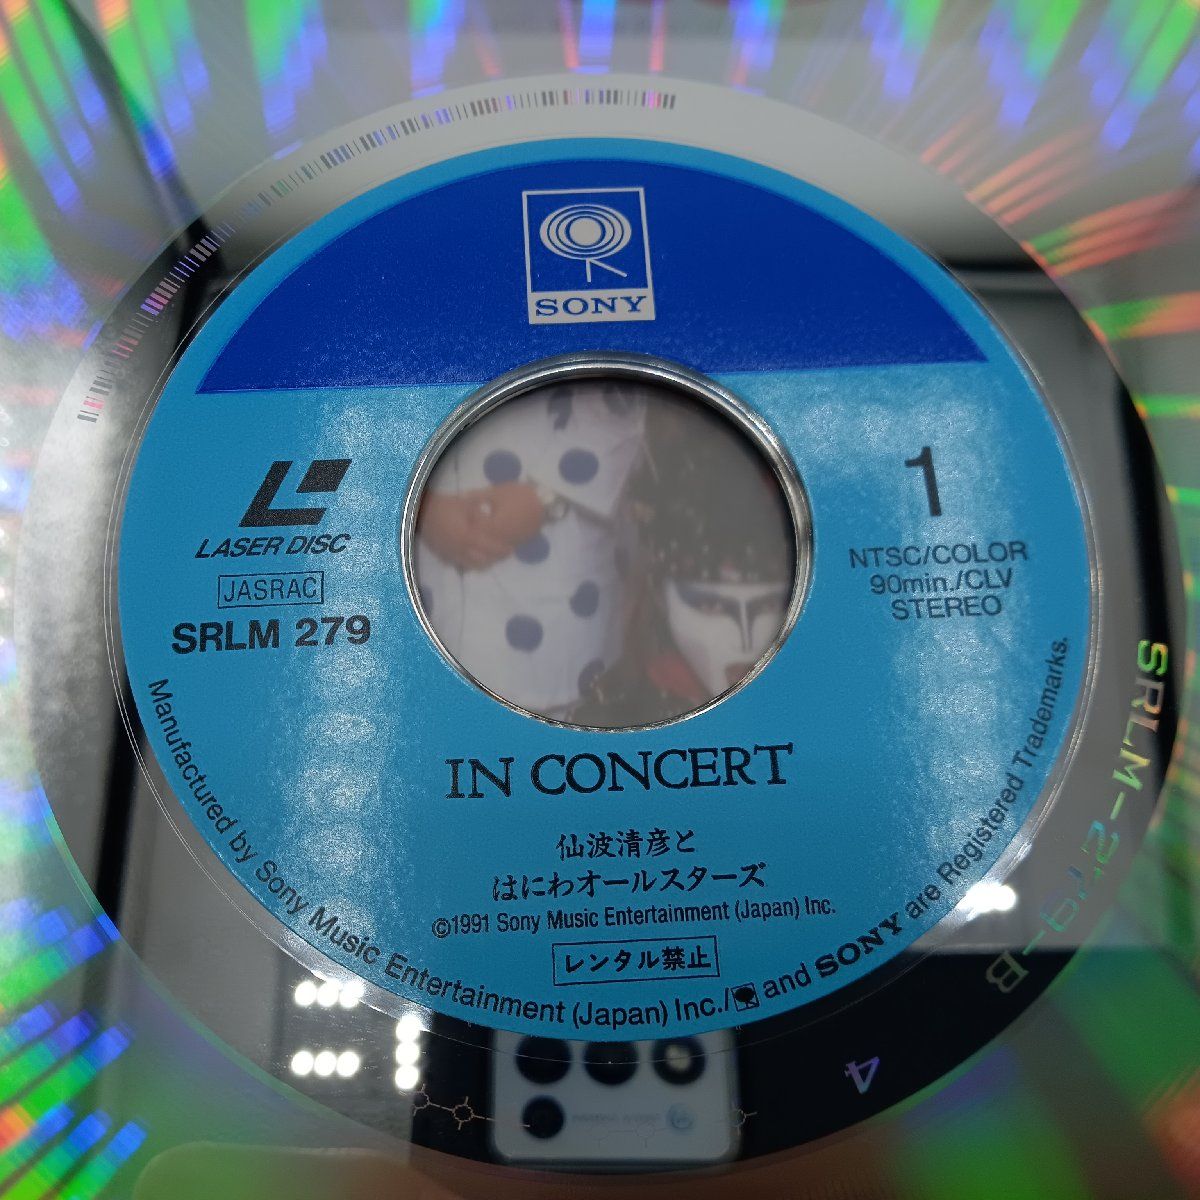 SONY
LASER DISC
JASRAC
SRLM 279
1
NTSC/COLOR
90min./CLV
STEREO
IN CONCERT
仙波清彦と
はにわオールスターズ
©1991 Sony Music Entertainment (Japan) Inc.
レンタル禁止
Manufactured by Sony Music Entertainment (Japan) Inc./ and SONY are Registered Trademarks.
SRLM-279-B
4